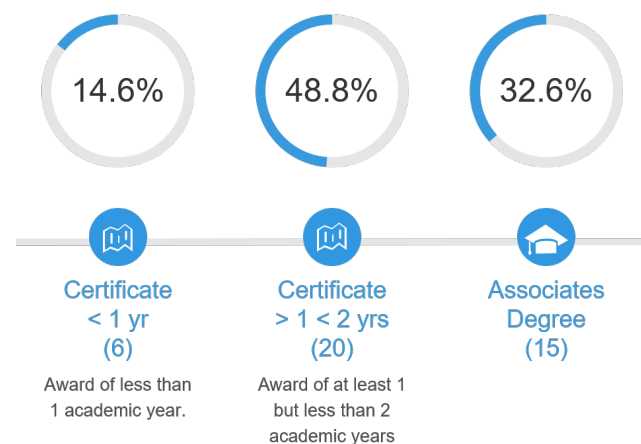 14.6%
48.8%
32.6%
Certificate
< 1 yr
(6)
Award of less than
1 academic year.
Certificate
> 1 < 2 yrs
(20)
Award of at least 1
but less than 2
academic years
Associates
Degree
(15)